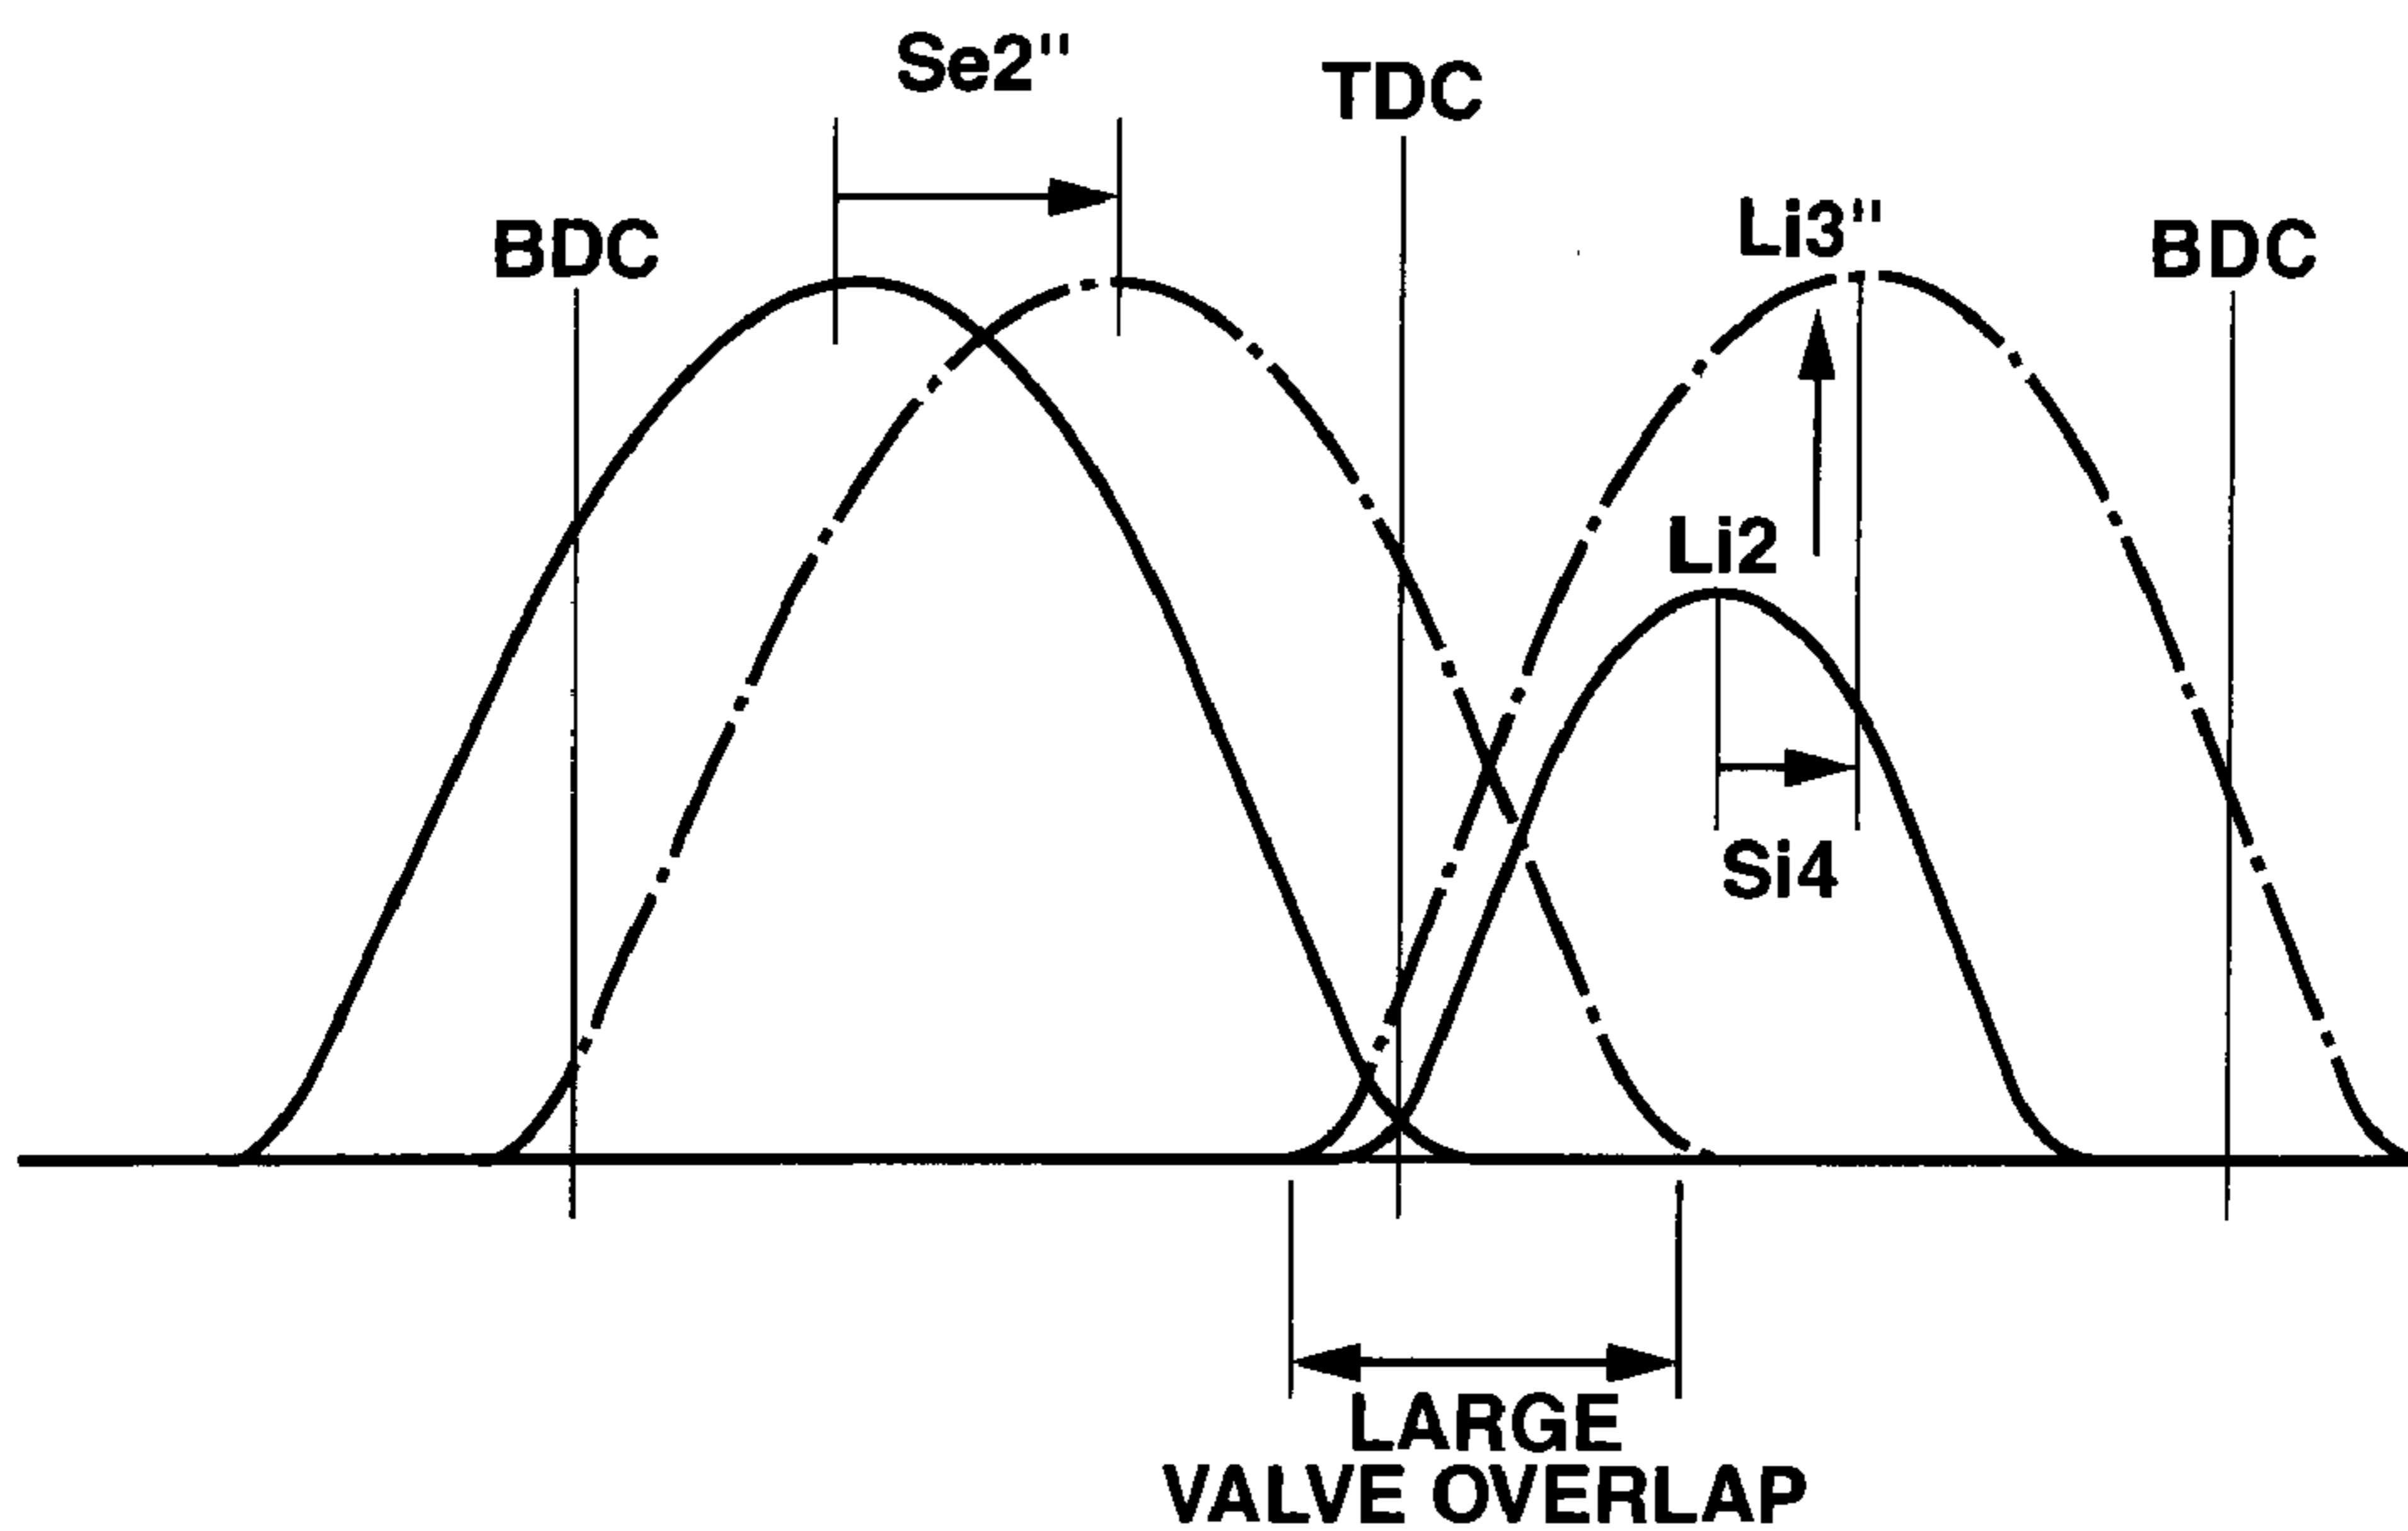 Se2"
TDC
BDC
Li3"
BDC
Li2
Si4
LARGE
VALVE OVERLAP